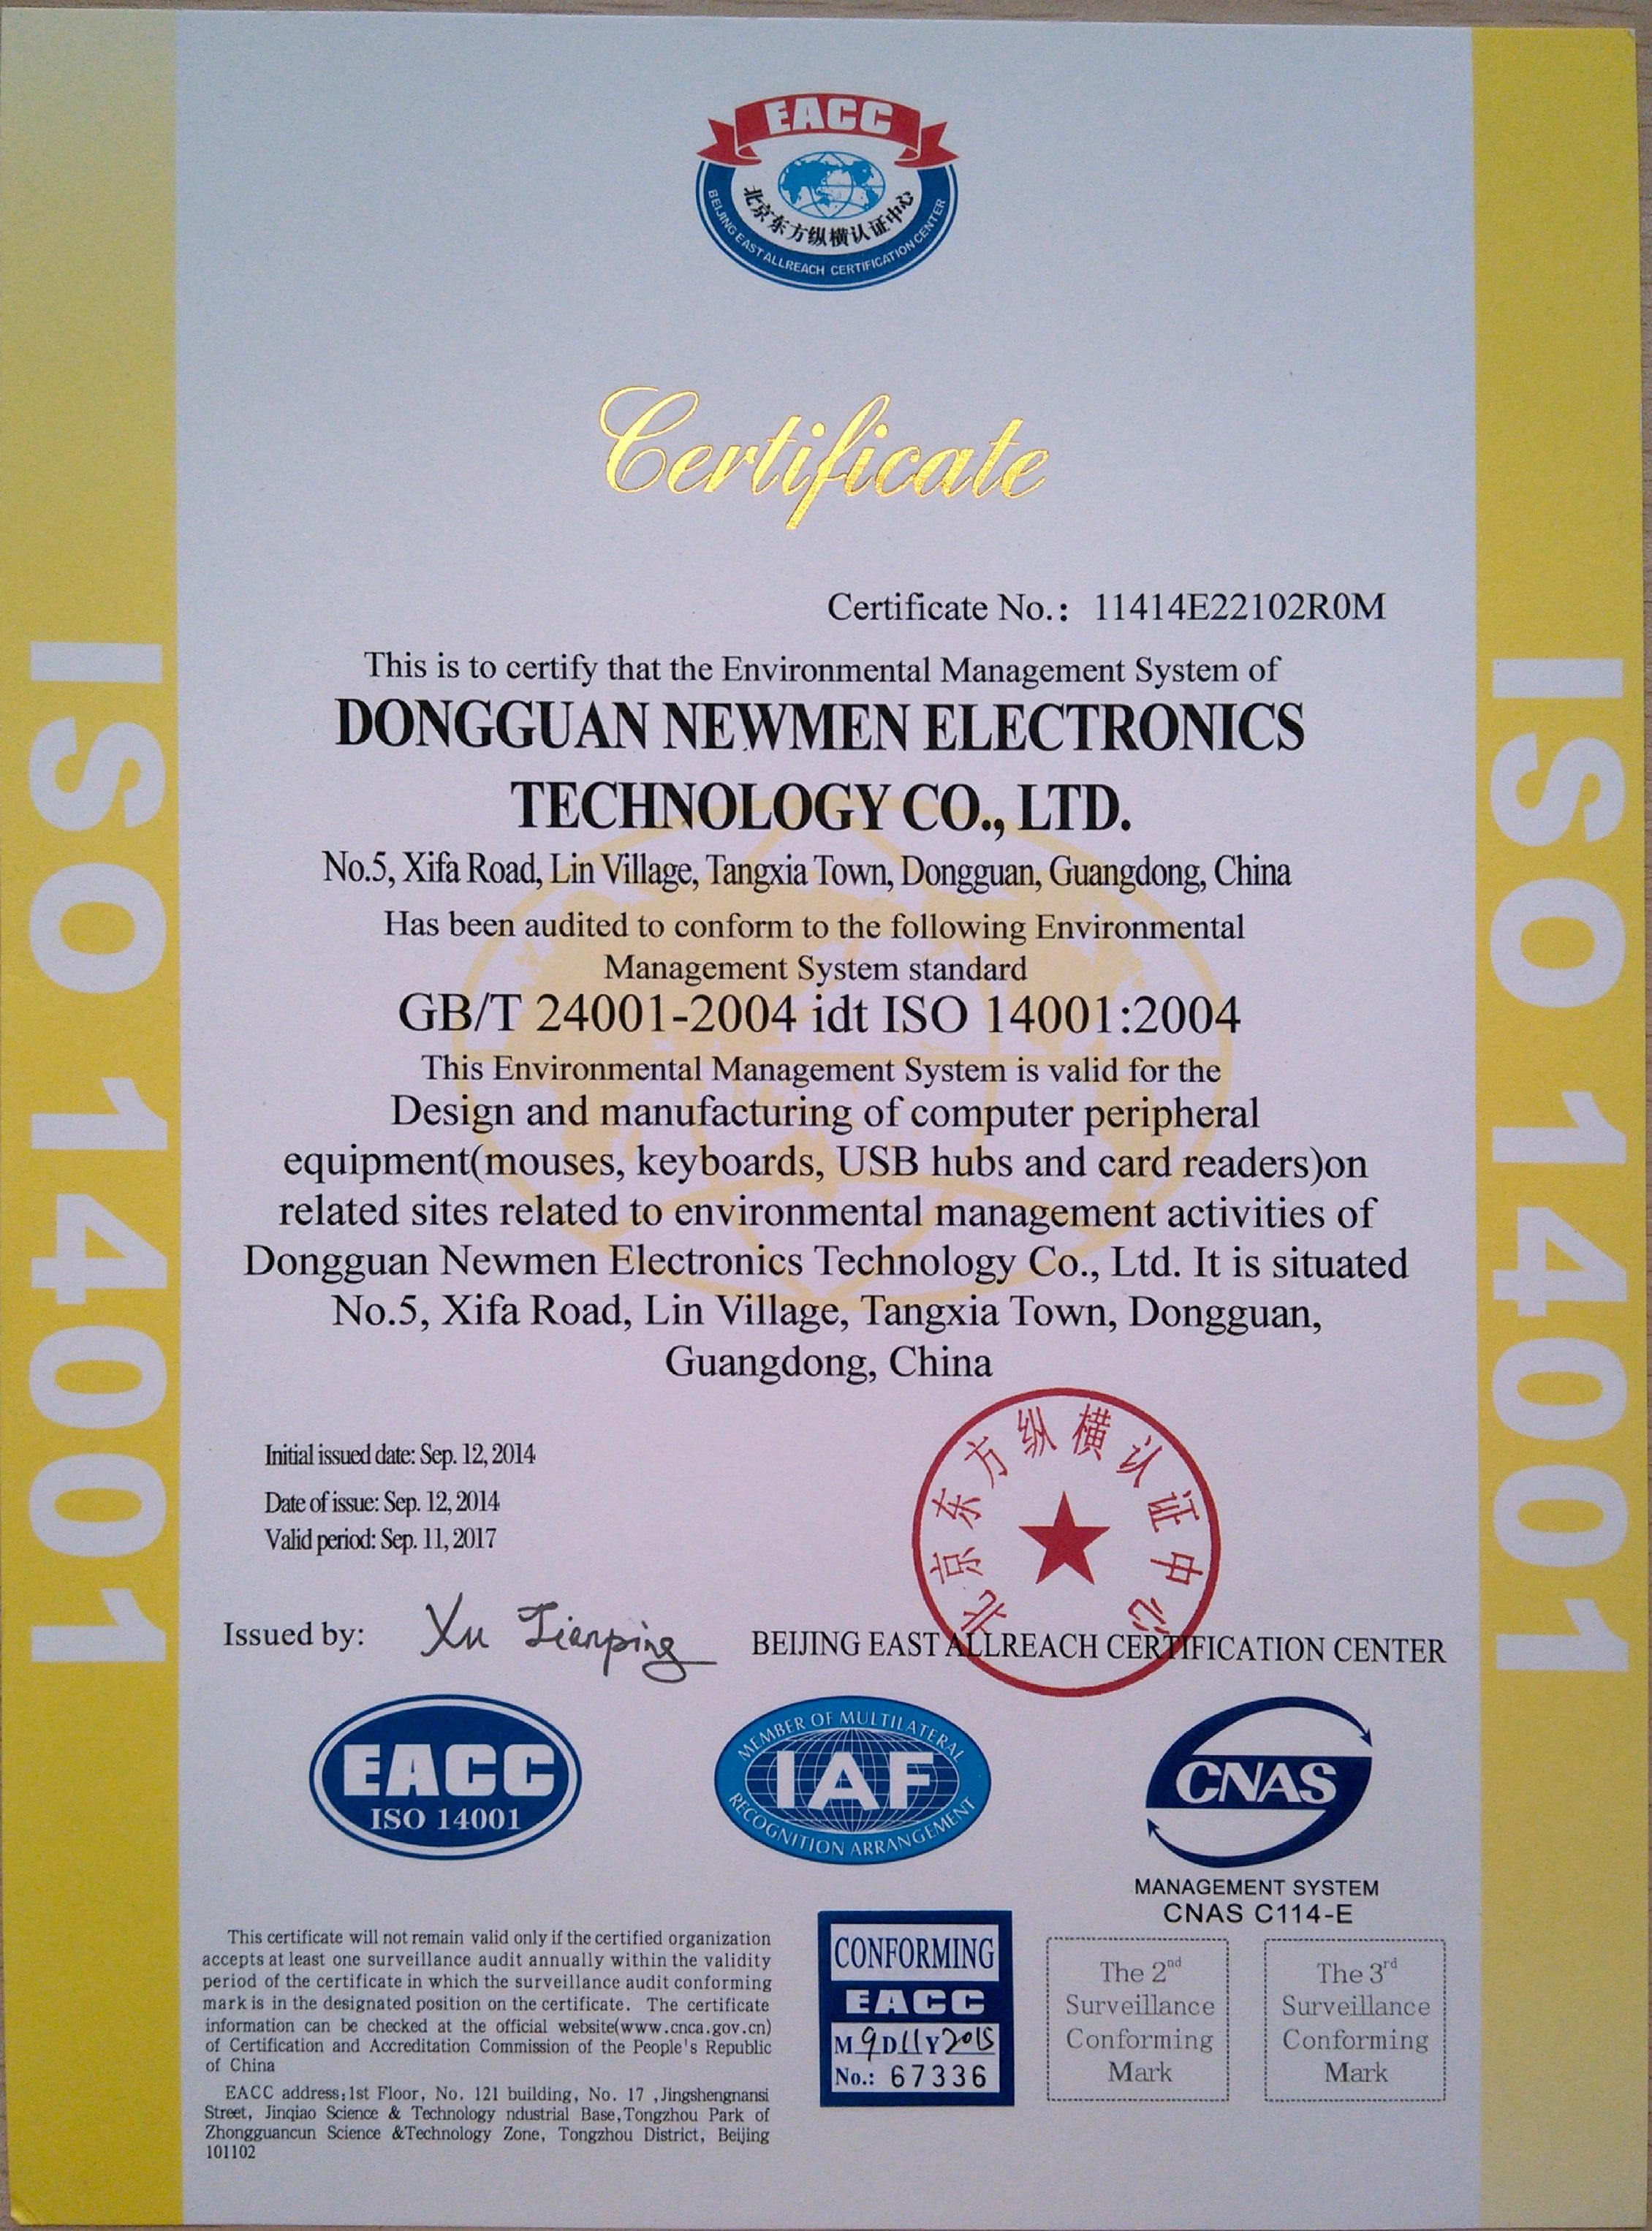 EACC
北京东方纵横认证中心
BEIJING EAST ALLREACH CERTIFICATION CENTER
Certificate
ISO 14001
ISO 14001
Certificate No.: 11414E22102R0M
This is to certify that the Environmental Management System of
DONGGUAN NEWMEN ELECTRONICS
TECHNOLOGY CO., LTD.
No.5, Xifa Road, Lin Village, Tangxia Town, Dongguan, Guangdong, China
Has been audited to conform to the following Environmental
Management System standard
GB/T 24001-2004 idt ISO 14001:2004
This Environmental Management System is valid for the
Design and manufacturing of computer peripheral
equipment(mouses, keyboards, USB hubs and card readers)on
related sites related to environmental management activities of
Dongguan Newmen Electronics Technology Co., Ltd. It is situated
No.5, Xifa Road, Lin Village, Tangxia Town, Dongguan,
Guangdong, China
Initial issued date: Sep. 12, 2014
Date of issue: Sep. 12, 2014
Valid period: Sep. 11, 2017
北京东方纵横认证中心
Issued by: Xu Tianping BEIJING EAST ALLREACH CERTIFICATION CENTER
EACC
ISO 14001
MEMBER OF MULTILATERAL
IAF
RECOGNITION ARRANGEMENT
CNAS
MANAGEMENT SYSTEM
CNAS C114-E
This certificate will not remain valid only if the certified organization
accepts at least one surveillance audit annually within the validity
period of the certificate in which the surveillance audit conforming
mark is in the designated position on the certificate. The certificate
information can be checked at the official website(www.cnca.gov.cn)
of Certification and Accreditation Commission of the People's Republic
of China
EACC address:1st Floor, No. 121 building, No. 17 ,Jingshengnansi
Street, Jinqiao Science & Technology ndustrial Base,Tongzhou Park of
Zhongguancun Science &Technology Zone, Tongzhou District, Beijing
101102
CONFORMING
EACC
M 9 D 11 Y 2015
No.: 67336
The 2nd
Surveillance
Conforming
Mark
The 3rd
Surveillance
Conforming
Mark